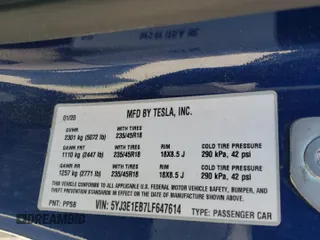 MFD BY TESLA, INC.
01/20
GVWR WITH TIRES
2301 kg (5072 lb) 235/45R18
GAWR FRT WITH TIRES RIM COLD TIRE PRESSURE
1110 kg (2447 lb) 235/45R18 18X8.5 J 290 kPa, 42 psi
GAWR RR WITH TIRES RIM COLD TIRE PRESSURE
1257 kg (2771 lb) 235/45R18 18X8.5 J 290 kPa, 42 psi
THIS VEHICLE CONFORMS TO ALL APPLICABLE U.S. FEDERAL MOTOR VEHICLE SAFETY, BUMPER, AND
THEFT PREVENTION STANDARDS IN EFFECT ON THE DATE OF MANUFACTURE SHOWN ABOVE.
PAINT: PPSB VIN: 5YJ3E1EB7LF647614 TYPE: PASSENGER CAR